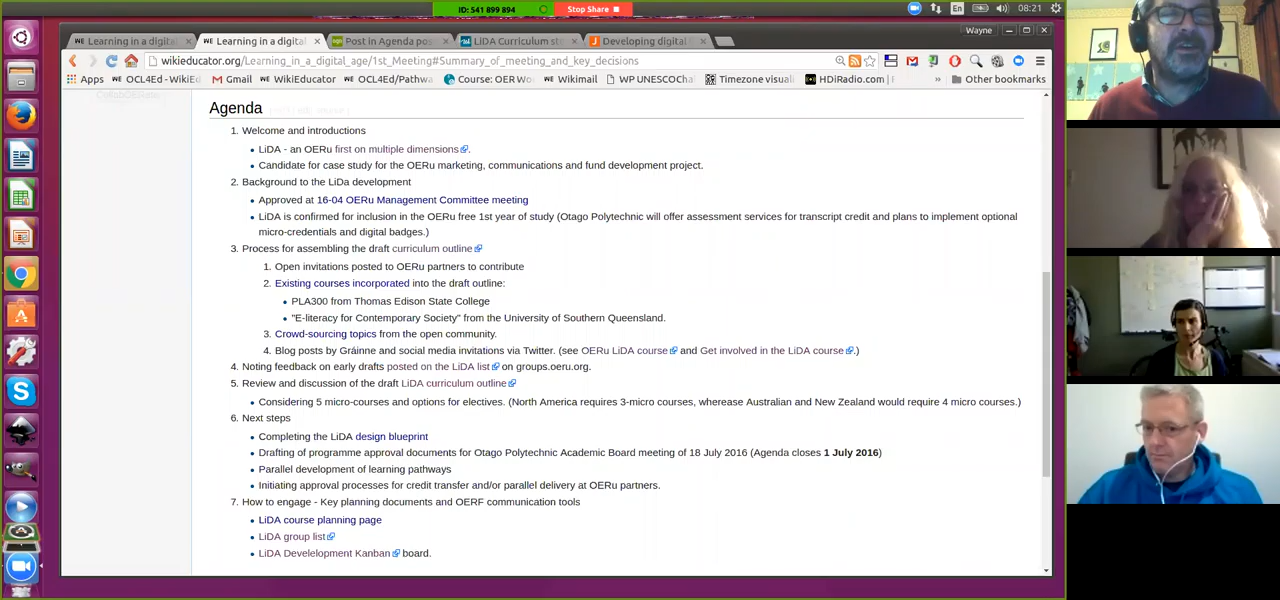 ID: 541 899 894
Stop Share
En
08:21
Learning in a digital
Learning in a digital
Post in Agenda pos
LiDA Curriculum st
Developing digital
Wayne
wikieducator.org/Learning_in_a_digital_age/1st_Meeting#Summary_of_meeting_and_key_decisions
Apps
WE OCL4Ed - WikiEd
Gmail
WE WikiEducator
WE OCL4Ed/Pathwa
Course: OER Wo
WE Wikimail
WP UNESCOCha
Timezone visuali
HDiRadio.com
»
Other bookmarks
Agenda
1. Welcome and introductions
• LiDA - an OERu first on multiple dimensions.
• Candidate for case study for the OERu marketing, communications and fund development project.
2. Background to the LiDa development
• Approved at 16-04 OERu Management Committee meeting
• LiDA is confirmed for inclusion in the OERu free 1st year of study (Otago Polytechnic will offer assessment services for transcript credit and plans to implement optional
micro-credentials and digital badges.)
3. Process for assembling the draft curriculum outline
1. Open invitations posted to OERu partners to contribute
2. Existing courses incorporated into the draft outline:
• PLA300 from Thomas Edison State College
• "E-literacy for Contemporary Society" from the University of Southern Queensland.
3. Crowd-sourcing topics from the open community.
4. Blog posts by Gráinne and social media invitations via Twitter. (see OERu LiDA course and Get involved in the LiDA course.)
4. Noting feedback on early drafts posted on the LiDA list on groups.oeru.org.
5. Review and discussion of the draft LiDA curriculum outline
• Considering 5 micro-courses and options for electives. (North America requires 3-micro courses, wherease Australian and New Zealand would require 4 micro courses.)
6. Next steps
• Completing the LiDA design blueprint
• Drafting of programme approval documents for Otago Polytechnic Academic Board meeting of 18 July 2016 (Agenda closes 1 July 2016)
• Parallel development of learning pathways
• Initiating approval processes for credit transfer and/or parallel delivery at OERu partners.
7. How to engage - Key planning documents and OERF communication tools
• LiDA course planning page
• LiDA group list
• LiDA Develelopment Kanban board.